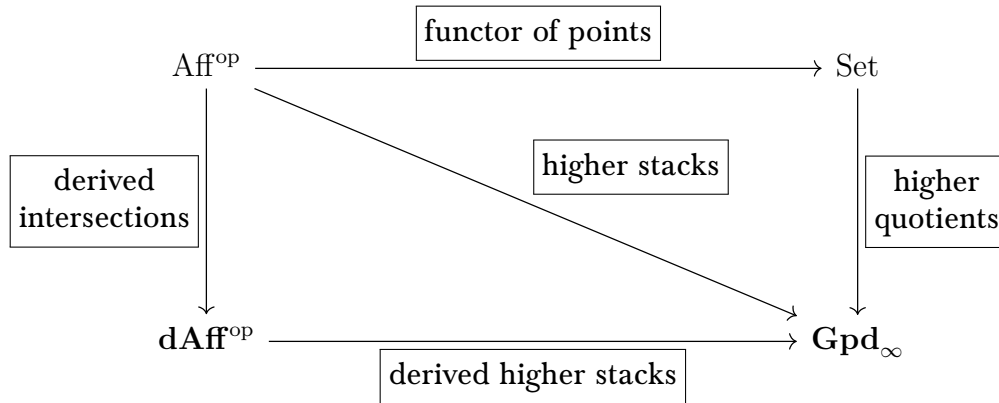 functor of points
Aff^op Set
higher stacks
derived
intersections
higher
quotients
dAff^op Gpd_∞
derived higher stacks